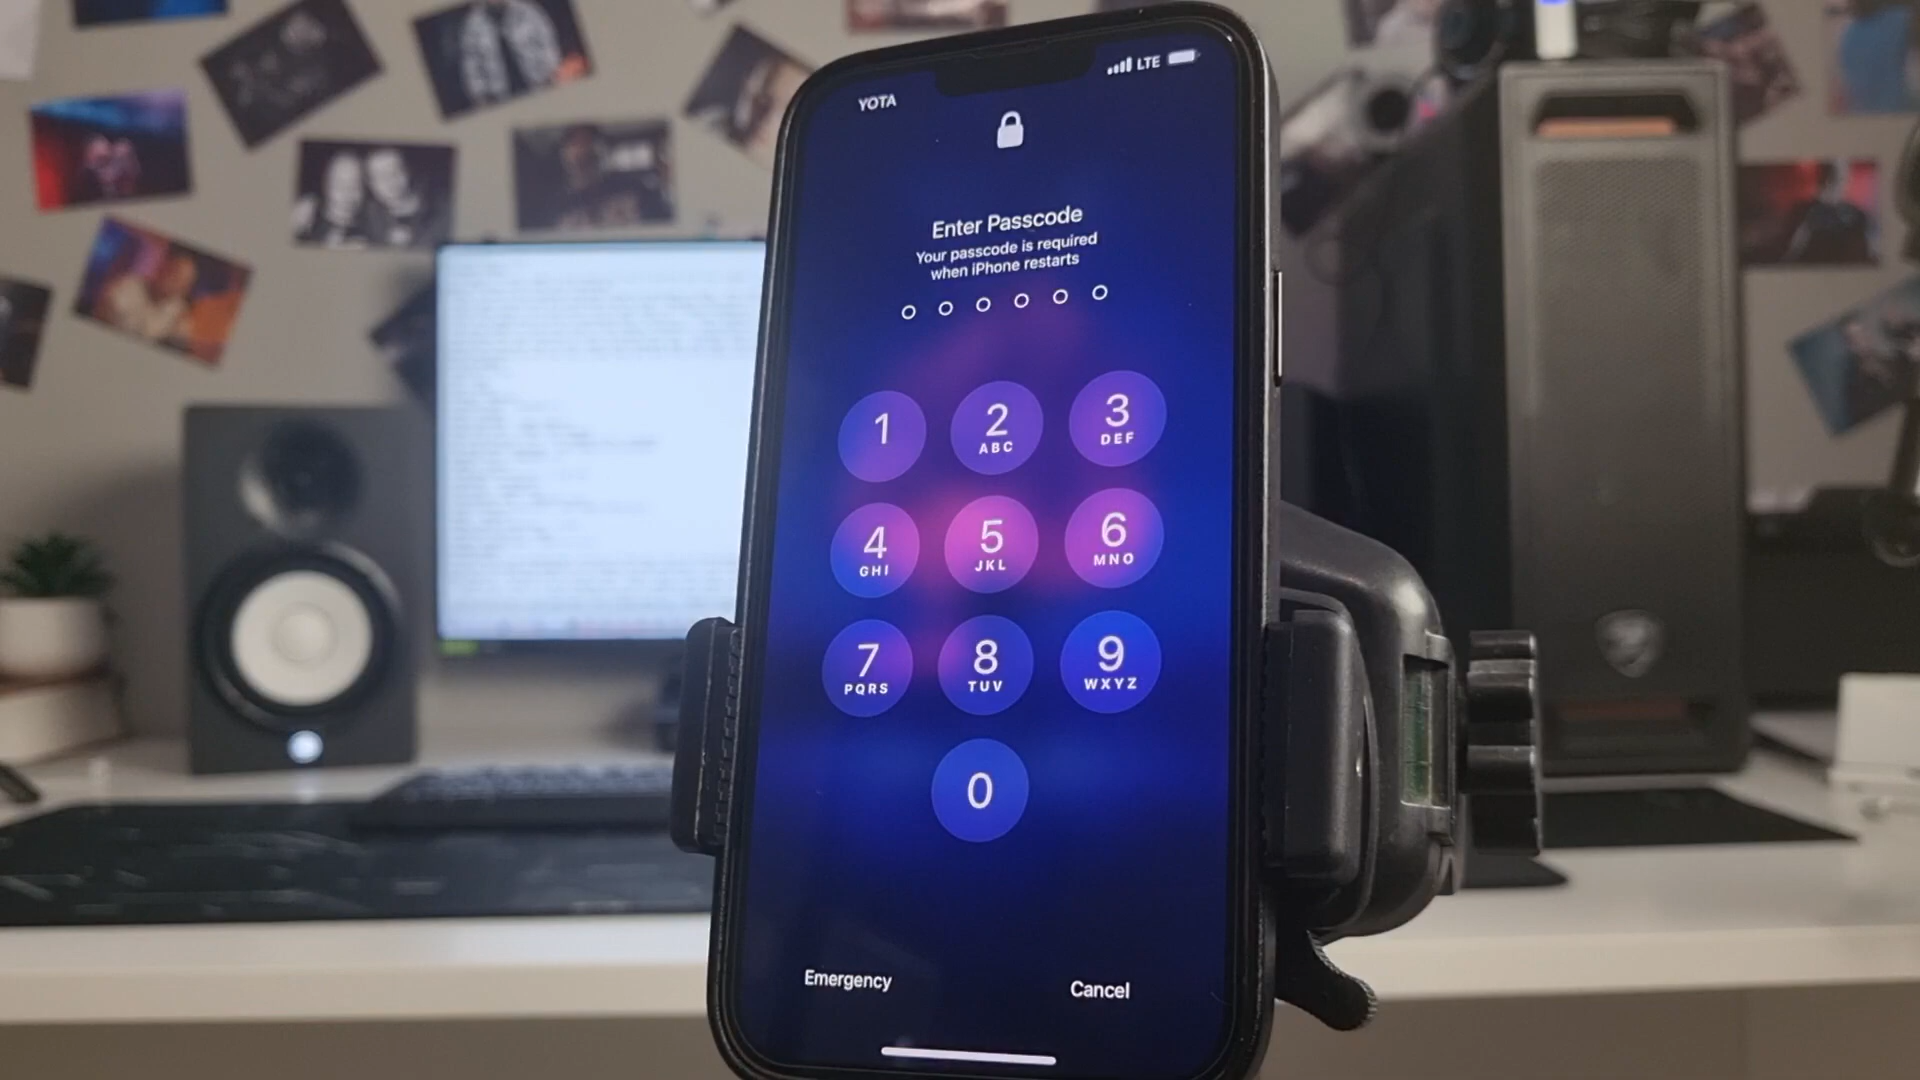 YOTA
LTE
Enter Passcode
Your passcode is required
when iPhone restarts
1
2
ABC
3
DEF
4
GHI
5
JKL
6
MNO
7
PQRS
8
TUV
9
WXYZ
0
Emergency
Cancel